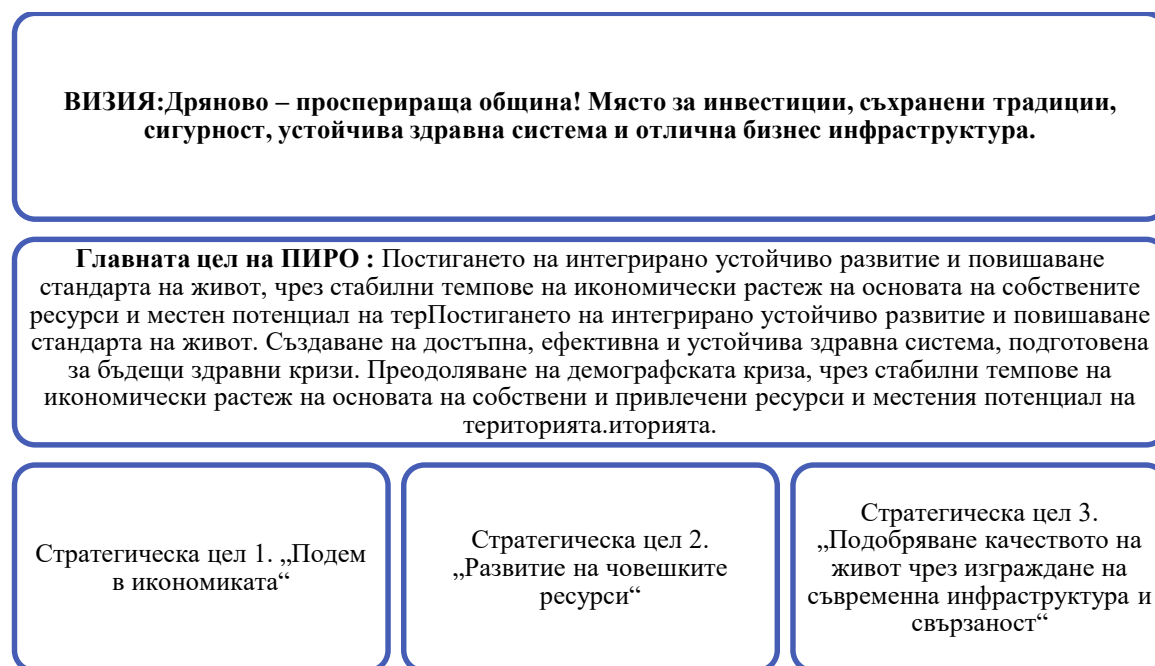 ВИЗИЯ:Дряново – просперираща община! Място за инвестиции, съхранени традиции,
сигурност, устойчива здравна система и отлична бизнес инфраструктура.
Главната цел на ПИРО : Постигането на интегрирано устойчиво развитие и повишаване
стандарта на живот, чрез стабилни темпове на икономически растеж на основата на собствените
ресурси и местен потенциал на терПостигането на интегрирано устойчиво развитие и повишаване
стандарта на живот. Създаване на достъпна, ефективна и устойчива здравна система, подготовена
за бъдещи здравни кризи. Преодоляване на демографската криза, чрез стабилни темпове на
икономически растеж на основата на собствени и привлечени ресурси и местения потенциал на
територията.иторията.
Стратегическа цел 1. „Подем
в икономиката“
Стратегическа цел 2.
„Развитие на човешките
ресурси“
Стратегическа цел 3.
„Подобряване качеството на
живот чрез изграждане на
съвременна инфраструктура и
свързаност“